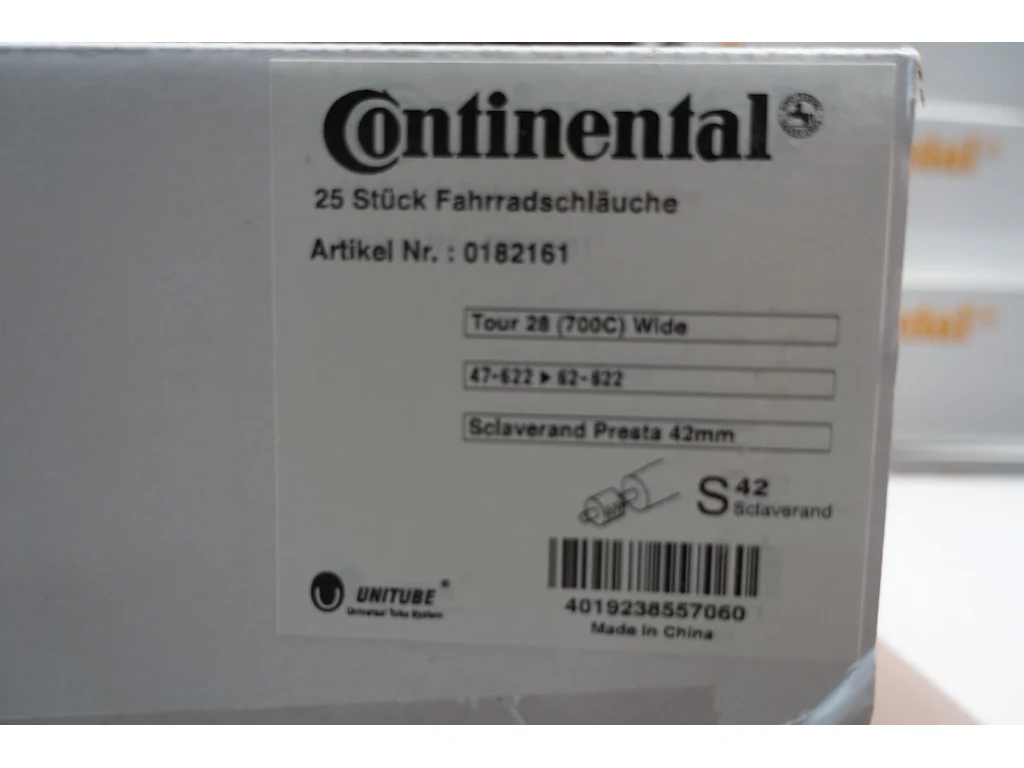 Continental
25 Stück Fahrradschläuche
Artikel Nr. : 0182161
Tour 28 (700C) Wide
47-622 ▶ 62-622
Sclaverand Presta 42mm
S 42
Sclaverand
UNITUBE®
Universal Tube System
4019238557060
Made in China